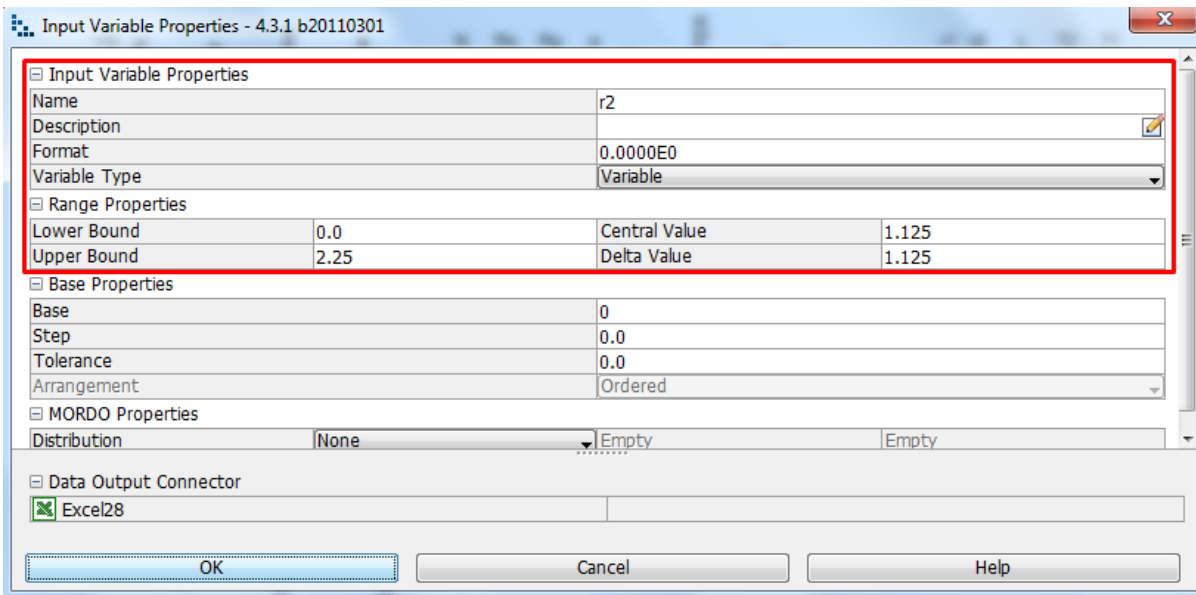 Input Variable Properties - 4.3.1 b20110301
Input Variable Properties
Name r2
Description
Format 0.0000E0
Variable Type Variable
Range Properties
Lower Bound 0.0 Central Value 1.125
Upper Bound 2.25 Delta Value 1.125
Base Properties
Base 0
Step 0.0
Tolerance 0.0
Arrangement Ordered
MORDO Properties
Distribution None Empty Empty
Data Output Connector
Excel28
OK Cancel Help